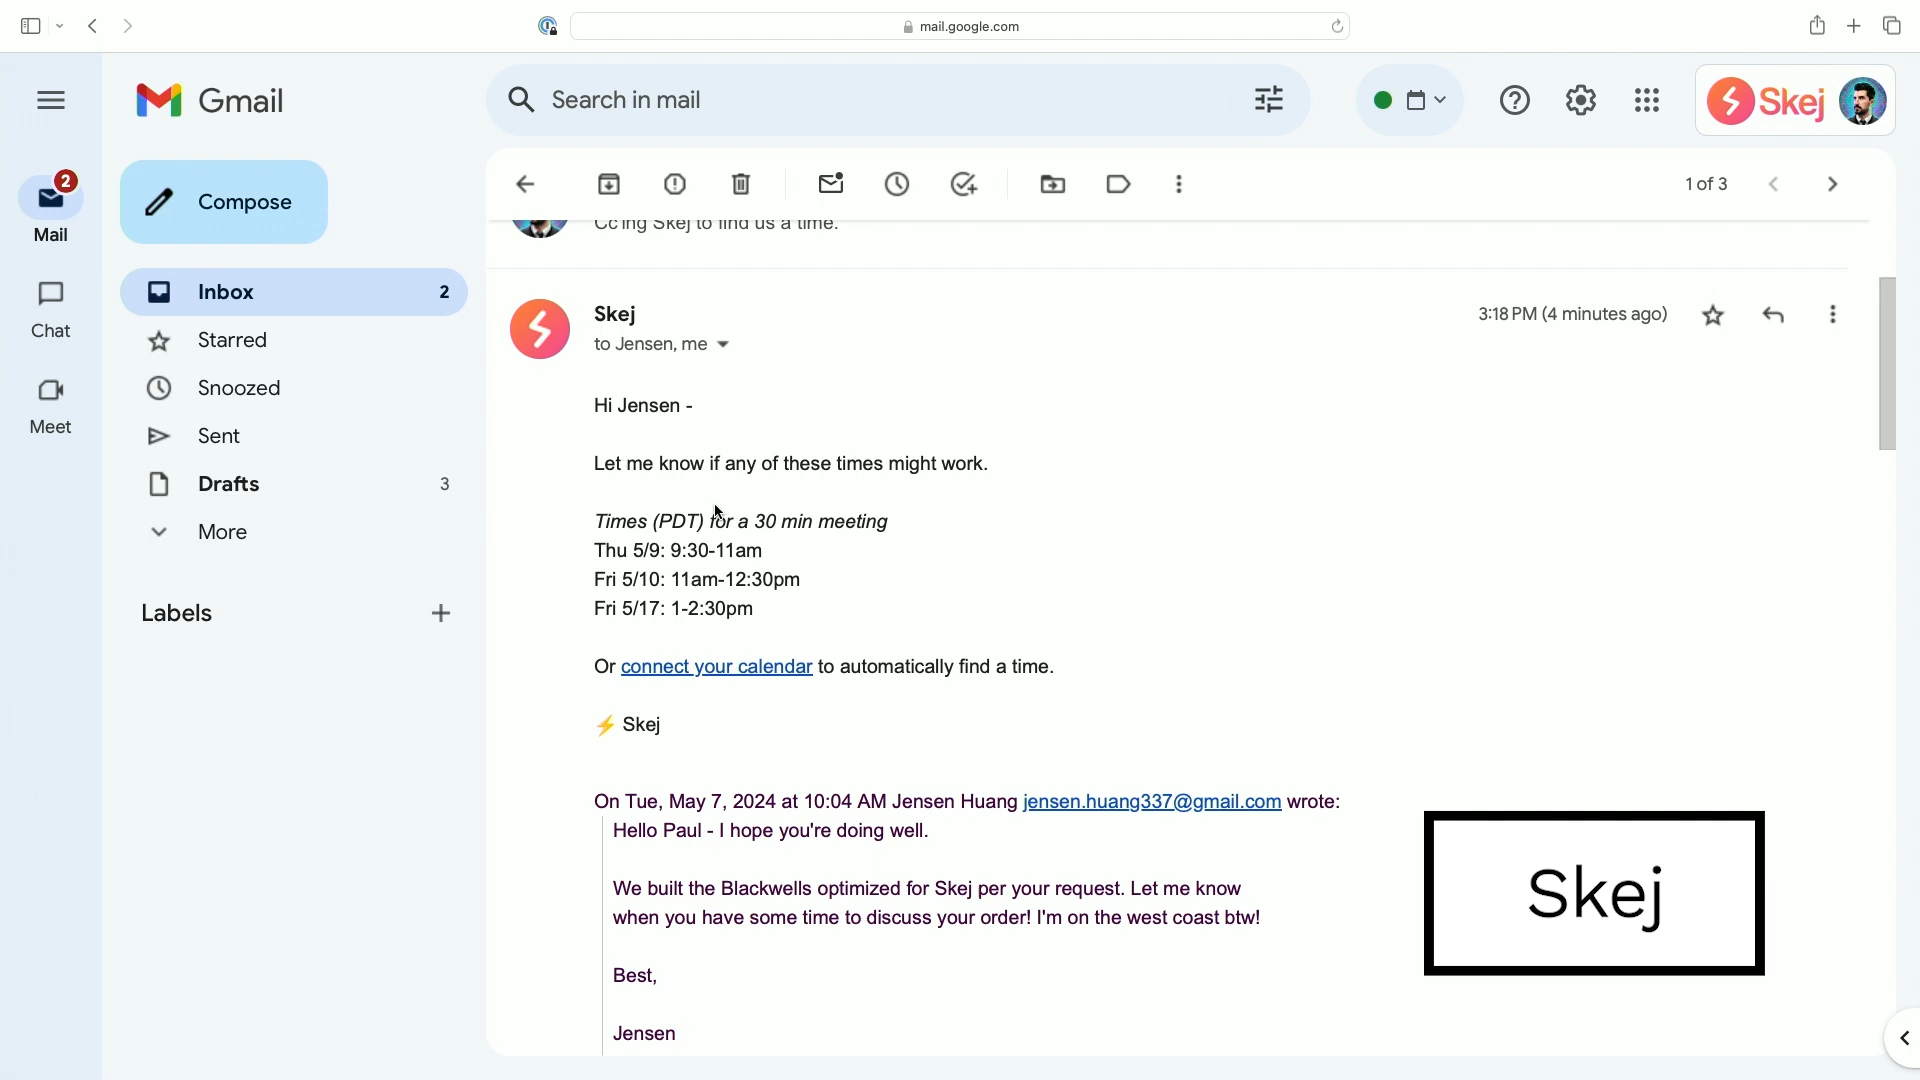 mail.google.com
Gmail
Search in mail
Skej
2
Mail
Compose
1 of 3
Cc'ing Skej to find us a time.
Inbox 2
Chat
Starred
Snoozed
Meet
Sent
Drafts 3
More
Labels
Skej
3:18 PM (4 minutes ago)
to Jensen, me
Hi Jensen -
Let me know if any of these times might work.
Times (PDT) for a 30 min meeting
Thu 5/9: 9:30-11am
Fri 5/10: 11am-12:30pm
Fri 5/17: 1-2:30pm
Or connect your calendar to automatically find a time.
⚡ Skej
On Tue, May 7, 2024 at 10:04 AM Jensen Huang jensen.huang337@gmail.com wrote:
Hello Paul - I hope you're doing well.
We built the Blackwells optimized for Skej per your request. Let me know
when you have some time to discuss your order! I'm on the west coast btw!
Best,
Jensen
Skej